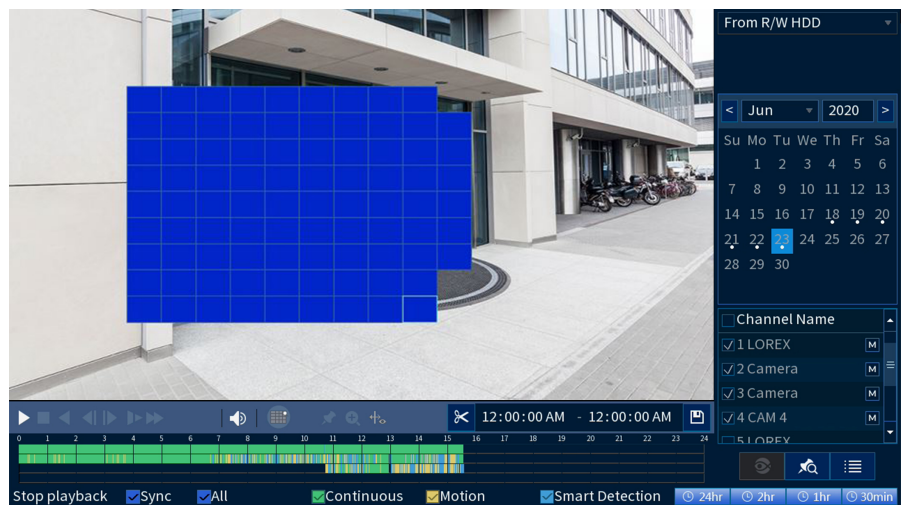 From R/W HDD
< Jun 2020 >
Su Mo Tu We Th Fr Sa
1 2 3 4 5 6
7 8 9 10 11 12 13
14 15 16 17 18 19 20
21 22 23 24 25 26 27
28 29 30
Channel Name
1 LOREX M
2 Camera M
3 Camera M
4 CAM 4 M
5 LOREX
12:00:00 AM - 12:00:00 AM
0 1 2 3 4 5 6 7 8 9 10 11 12 13 14 15 16 17 18 19 20 21 22 23 24
Stop playback Sync All Continuous Motion Smart Detection 24hr 2hr 1hr 30min